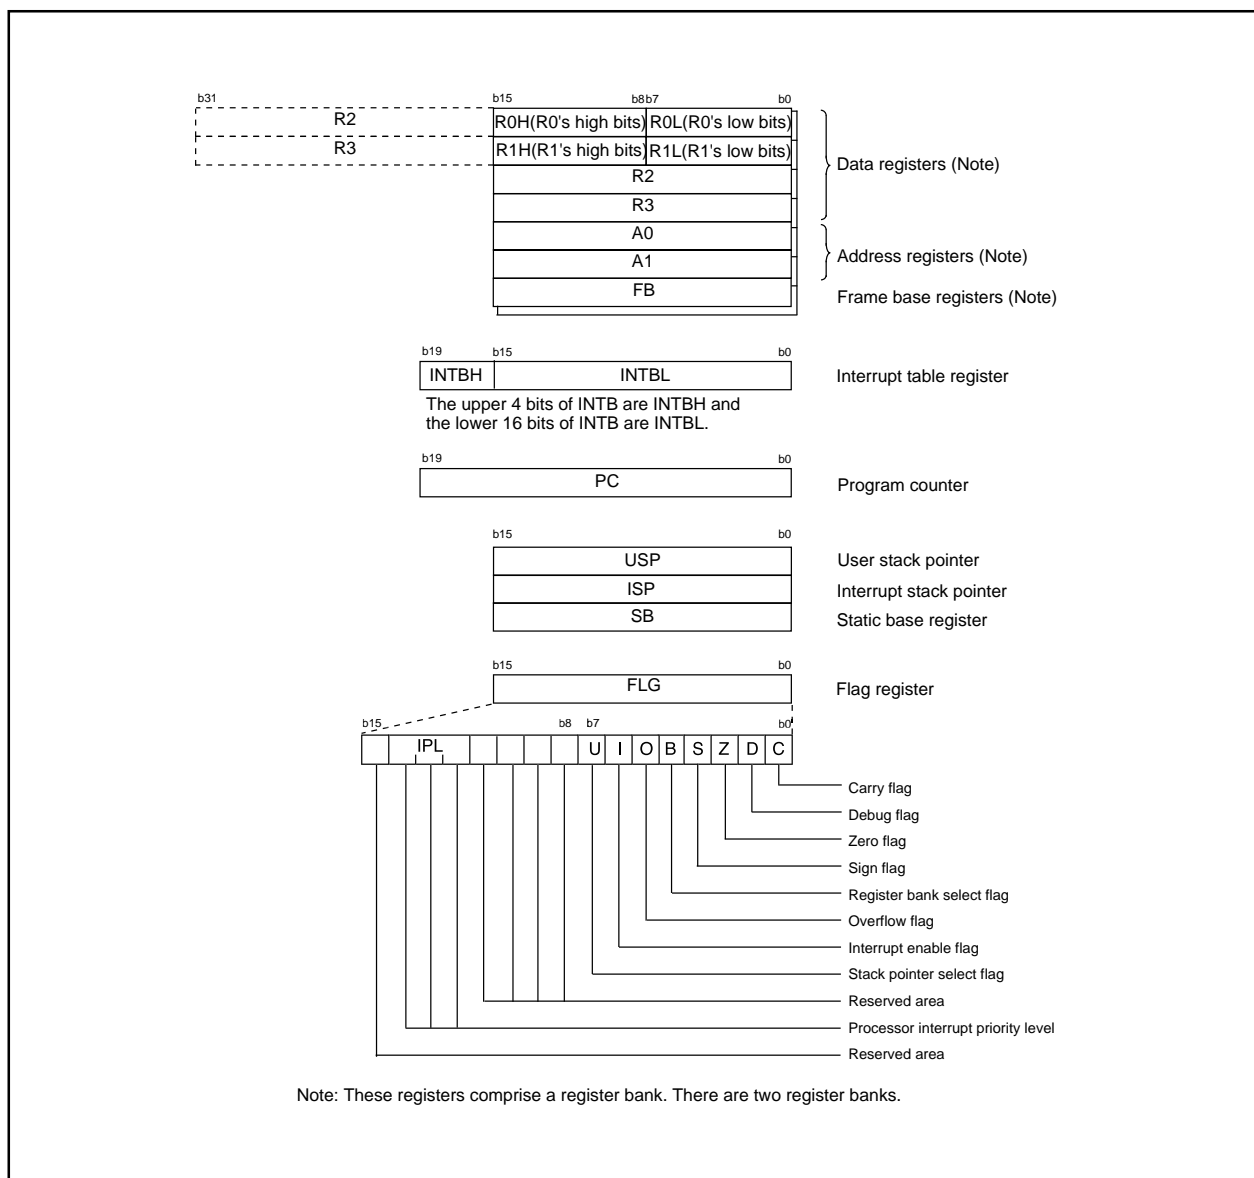 b31 b15 b8b7 b0
R2 R0H(R0's high bits) R0L(R0's low bits)
R3 R1H(R1's high bits) R1L(R1's low bits)
Data registers (Note)
R2
R3
A0
A1
Address registers (Note)
FB
Frame base registers (Note)
b19 b15 b0
INTBH INTBL Interrupt table register
The upper 4 bits of INTB are INTBH and
the lower 16 bits of INTB are INTBL.
b19 b0
PC Program counter
b15 b0
USP User stack pointer
ISP Interrupt stack pointer
SB Static base register
b15 b0
FLG Flag register
b15 b8 b7 b0
IPL U I O B S Z D C
Carry flag
Debug flag
Zero flag
Sign flag
Register bank select flag
Overflow flag
Interrupt enable flag
Stack pointer select flag
Reserved area
Processor interrupt priority level
Reserved area
Note: These registers comprise a register bank. There are two register banks.